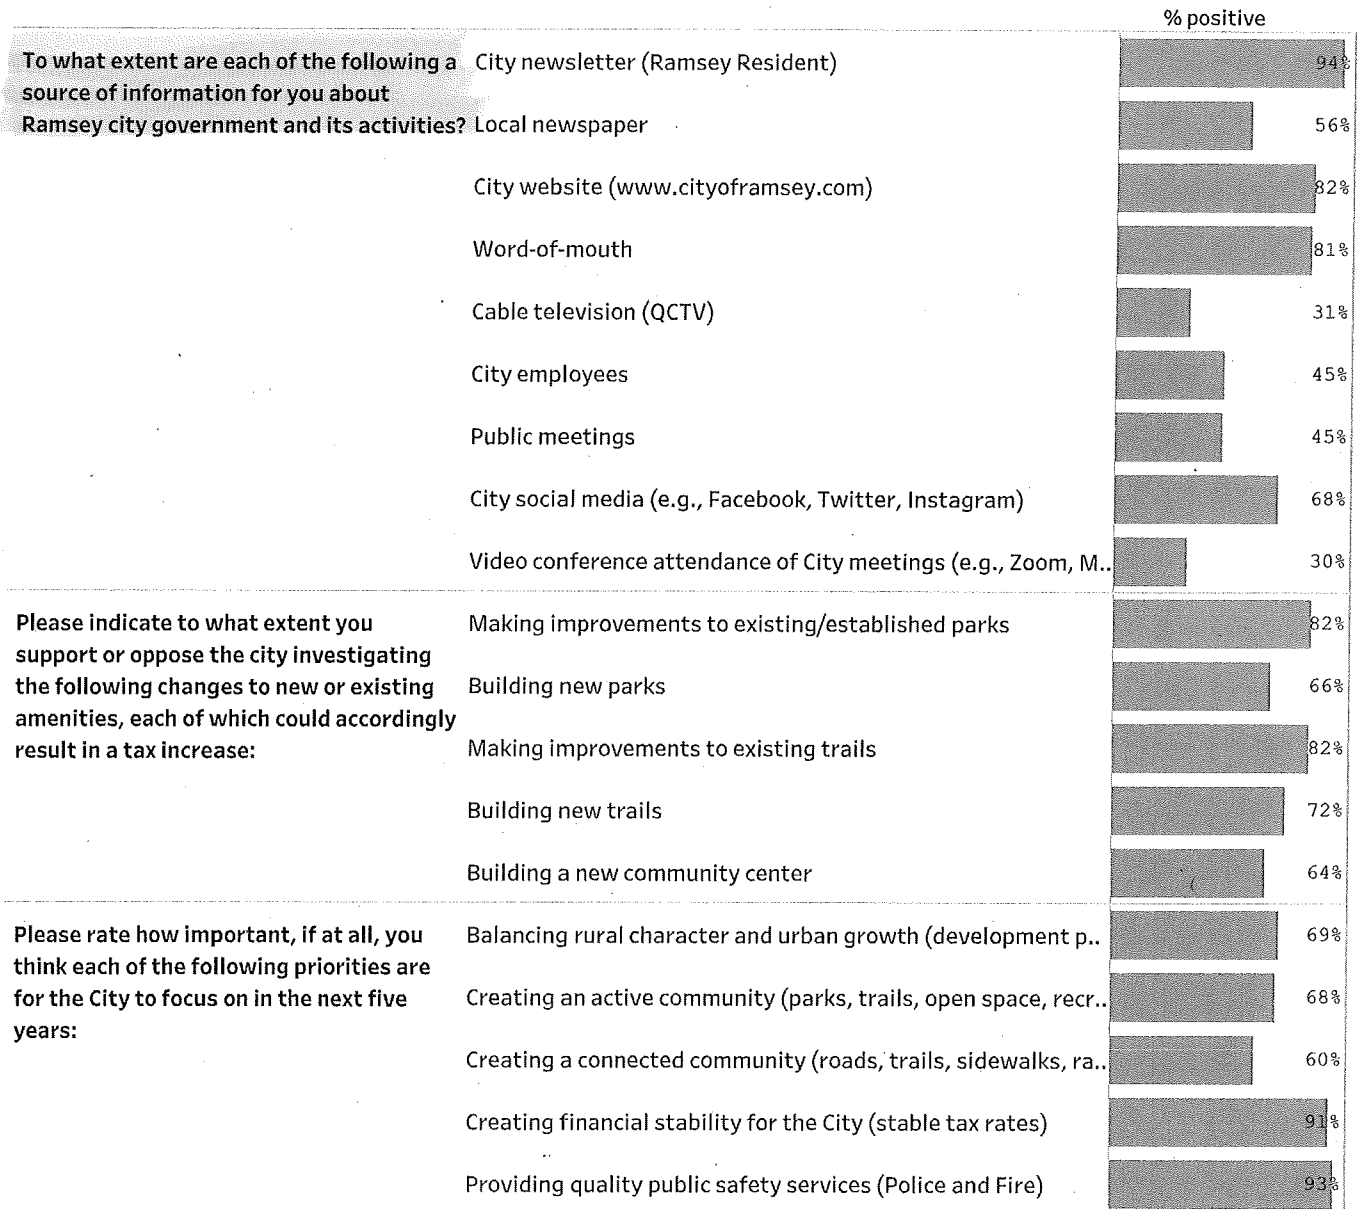 % positive
To what extent are each of the following a
source of information for you about
Ramsey city government and its activities?
City newsletter (Ramsey Resident)
94%
Local newspaper
56%
City website (www.cityoframsey.com)
82%
Word-of-mouth
81%
Cable television (QCTV)
31%
City employees
45%
Public meetings
45%
City social media (e.g., Facebook, Twitter, Instagram)
68%
Video conference attendance of City meetings (e.g., Zoom, M..
30%
Please indicate to what extent you
support or oppose the city investigating
the following changes to new or existing
amenities, each of which could accordingly
result in a tax increase:
Making improvements to existing/established parks
82%
Building new parks
66%
Making improvements to existing trails
82%
Building new trails
72%
Building a new community center
64%
Please rate how important, if at all, you
think each of the following priorities are
for the City to focus on in the next five
years:
Balancing rural character and urban growth (development p..
69%
Creating an active community (parks, trails, open space, recr..
68%
Creating a connected community (roads, trails, sidewalks, ra..
60%
Creating financial stability for the City (stable tax rates)
91%
Providing quality public safety services (Police and Fire)
93%